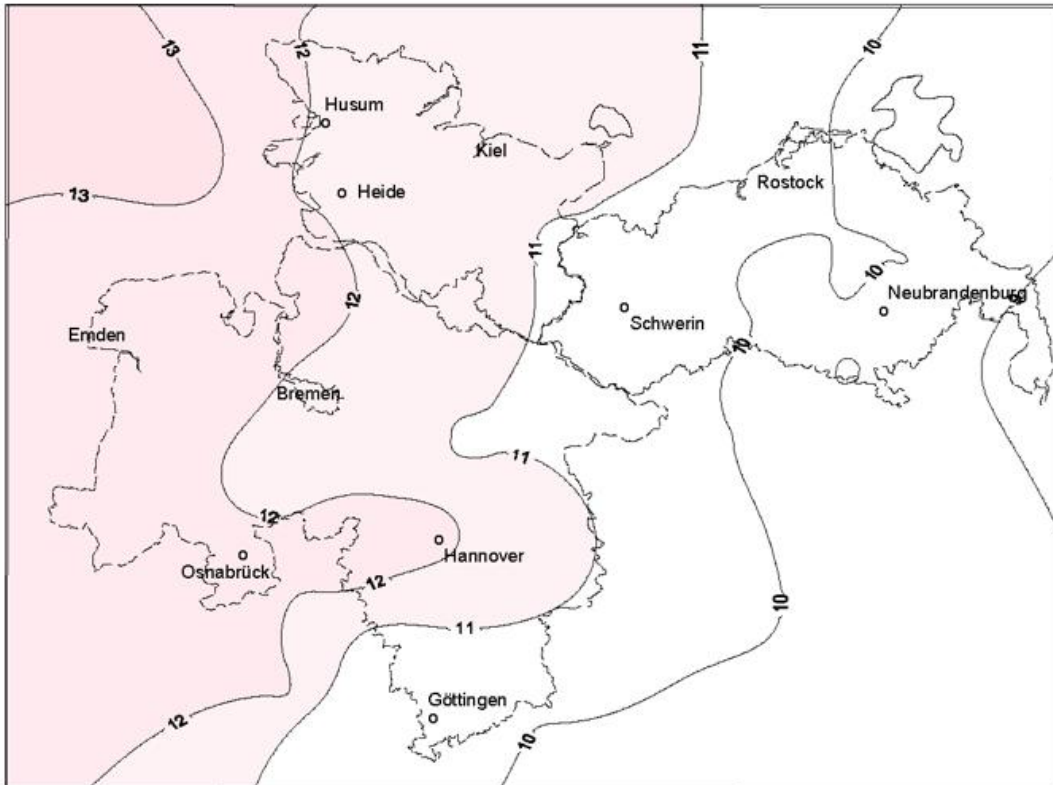 13
12
11
10
Husum
Kiel
Heide
13
Rostock
11
10
Neubrandenburg
12
Schwerin
Emden
10
Bremen
11
12
Hannover
Osnabrück
12
10
11
Göttingen
12
10